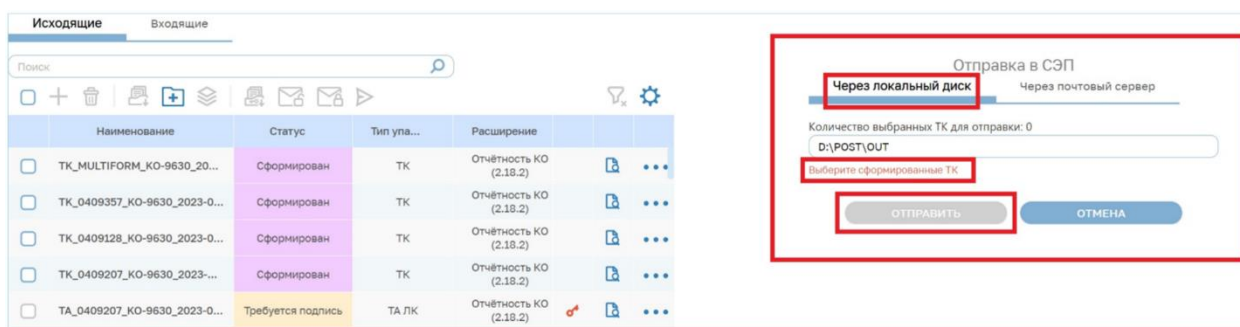 Исходящие Входящие
Поиск
Наименование Статус Тип упа... Расширение
TK_MULTIFORM_KO-9630_20... Сформирован ТК Отчётность КО (2.18.2)
TK_0409357_KO-9630_2023-0... Сформирован ТК Отчётность КО (2.18.2)
TK_0409128_KO-9630_2023-0... Сформирован ТК Отчётность КО (2.18.2)
TK_0409207_KO-9630_2023-... Сформирован ТК Отчётность КО (2.18.2)
TA_0409207_KO-9630_2023-0... Требуется подпись ТА ЛК Отчётность КО (2.18.2)
Отправка в СЭП
Через локальный диск Через почтовый сервер
Количество выбранных ТК для отправки: 0
D:\POST\OUT
Выберите сформированные ТК
ОТПРАВИТЬ ОТМЕНА